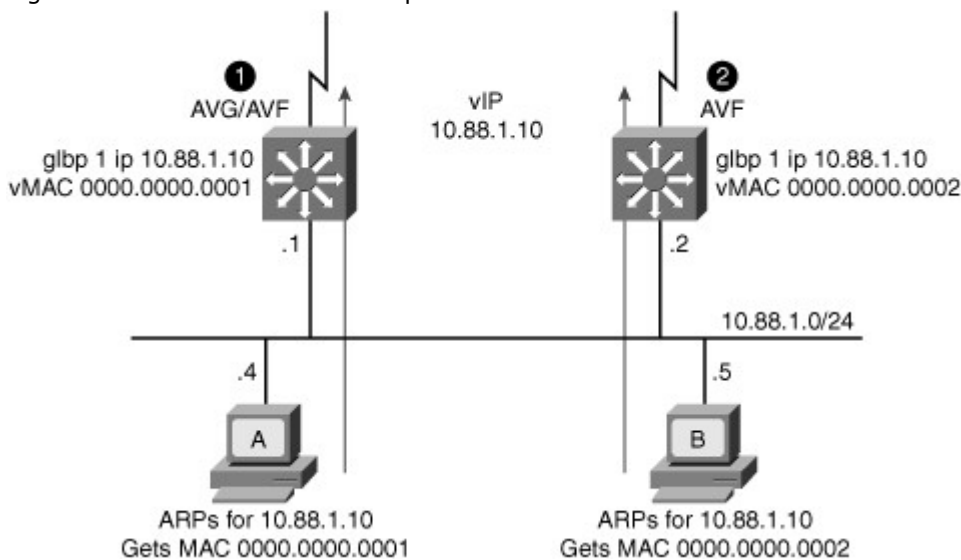 1
AVG/AVF
vIP
10.88.1.10
2
AVF
glbp 1 ip 10.88.1.10
vMAC 0000.0000.0001
glbp 1 ip 10.88.1.10
vMAC 0000.0000.0002
.1
.2
10.88.1.0/24
.4
.5
A
B
ARPs for 10.88.1.10
Gets MAC 0000.0000.0001
ARPs for 10.88.1.10
Gets MAC 0000.0000.0002